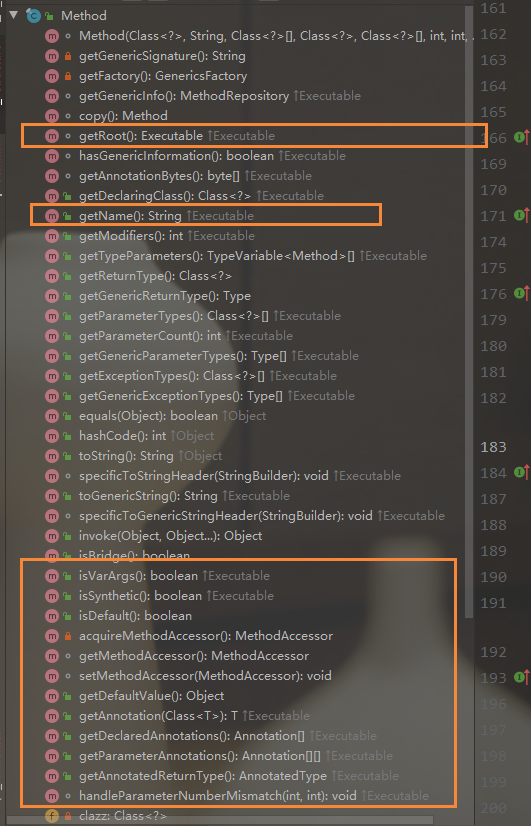 Method
Method(Class<?>, String, Class<?>[], Class<?>, Class<?>[], int, int,
getGenericSignature(): String
getFactory(): GenericsFactory
getGenericInfo(): MethodRepository ↑Executable
copy(): Method
getRoot(): Executable ↑Executable
hasGenericInformation(): boolean ↑Executable
getAnnotationBytes(): byte[] ↑Executable
getDeclaringClass(): Class<?> ↑Executable
getName(): String ↑Executable
getModifiers(): int ↑Executable
getTypeParameters(): TypeVariable<Method>[] ↑Executable
getReturnType(): Class<?>
getGenericReturnType(): Type
getParameterTypes(): Class<?>[] ↑Executable
getParameterCount(): int ↑Executable
getGenericParameterTypes(): Type[] ↑Executable
getExceptionTypes(): Class<?>[] ↑Executable
getGenericExceptionTypes(): Type[] ↑Executable
equals(Object): boolean ↑Object
hashCode(): int ↑Object
toString(): String ↑Object
specificToStringHeader(StringBuilder): void ↑Executable
toGenericString(): String ↑Executable
specificToGenericStringHeader(StringBuilder): void ↑Executable
invoke(Object, Object...): Object
isBridge(): boolean
isVarArgs(): boolean ↑Executable
isSynthetic(): boolean ↑Executable
isDefault(): boolean
acquireMethodAccessor(): MethodAccessor
getMethodAccessor(): MethodAccessor
setMethodAccessor(MethodAccessor): void
getDefaultValue(): Object
getAnnotation(Class<T>): T ↑Executable
getDeclaredAnnotations(): Annotation[] ↑Executable
getParameterAnnotations(): Annotation[][] ↑Executable
getAnnotatedReturnType(): AnnotatedType ↑Executable
handleParameterNumberMismatch(int, int): void ↑Executable
clazz: Class<?>
161
162
163
164
165
166
169
170
171
174
175
176
179
180
181
182
183
184
187
188
189
190
191
192
193
196
197
198
199
200